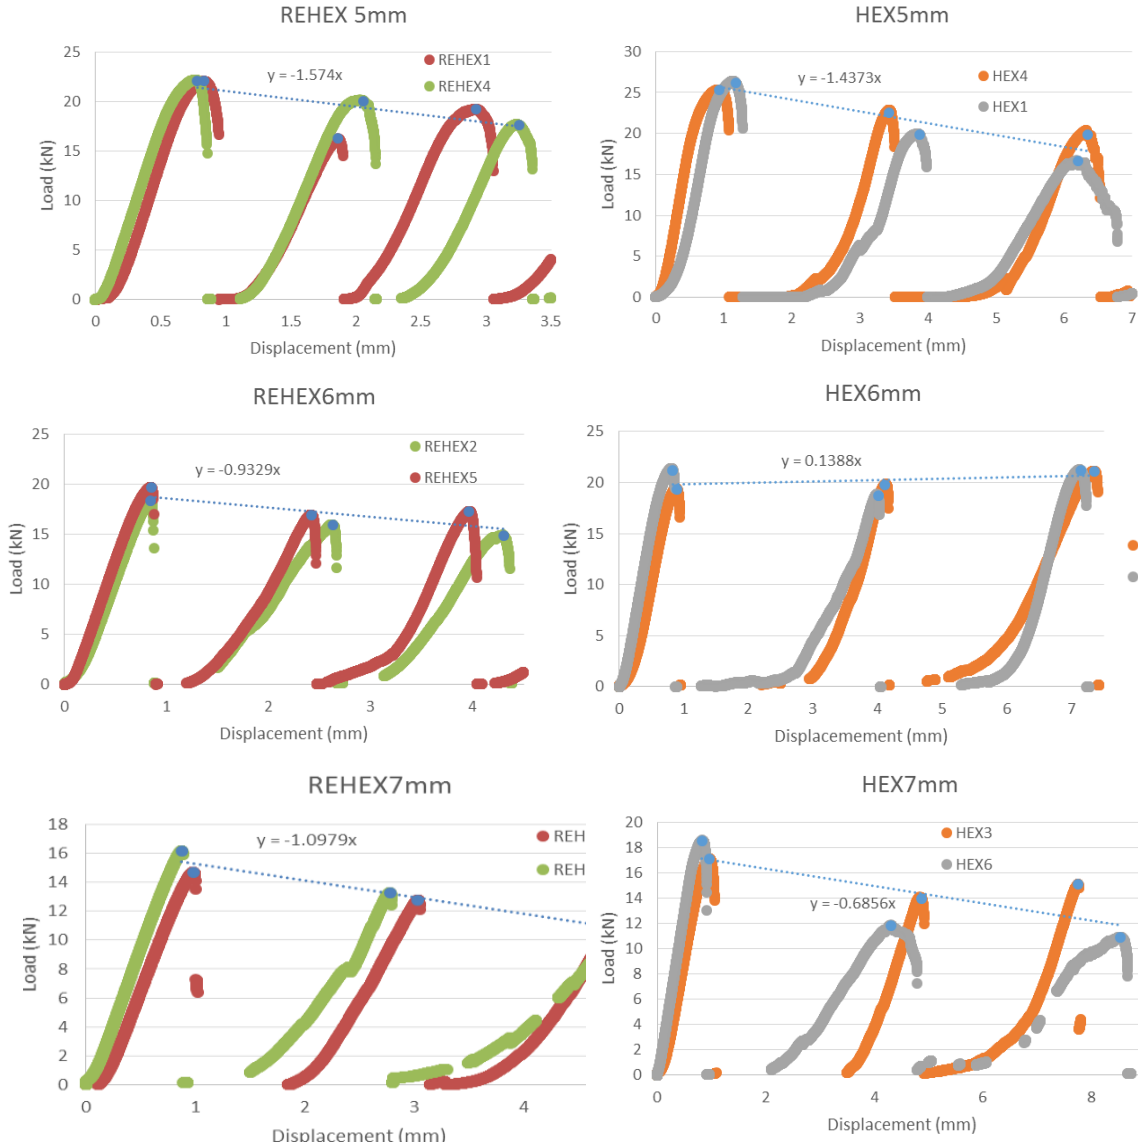 REHEX 5mm
y = -1.574x
REHEX1
REHEX4
25
20
15
10
5
0
Load (kN)
0 0.5 1 1.5 2 2.5 3 3.5
Displacement (mm)
HEX5mm
y = -1.4373x
HEX4
HEX1
30
25
20
15
10
5
0
Load (kN)
0 1 2 3 4 5 6 7
Displacement (mm)
REHEX6mm
y = -0.9329x
REHEX2
REHEX5
25
20
15
10
5
0
Load (kN)
0 1 2 3 4
Displacement (mm)
HEX6mm
y = 0.1388x
25
20
15
10
5
0
Load (kN)
0 1 2 3 4 5 6 7
Displacemement (mm)
REHEX7mm
y = -1.0979x
REH
REH
18
16
14
12
10
8
6
4
2
0
Load (kN)
0 1 2 3 4
Displacement (mm)
HEX7mm
HEX3
HEX6
y = -0.6856x
20
18
16
14
12
10
8
6
4
2
0
Load (kN)
0 2 4 6 8
Displacement (mm)